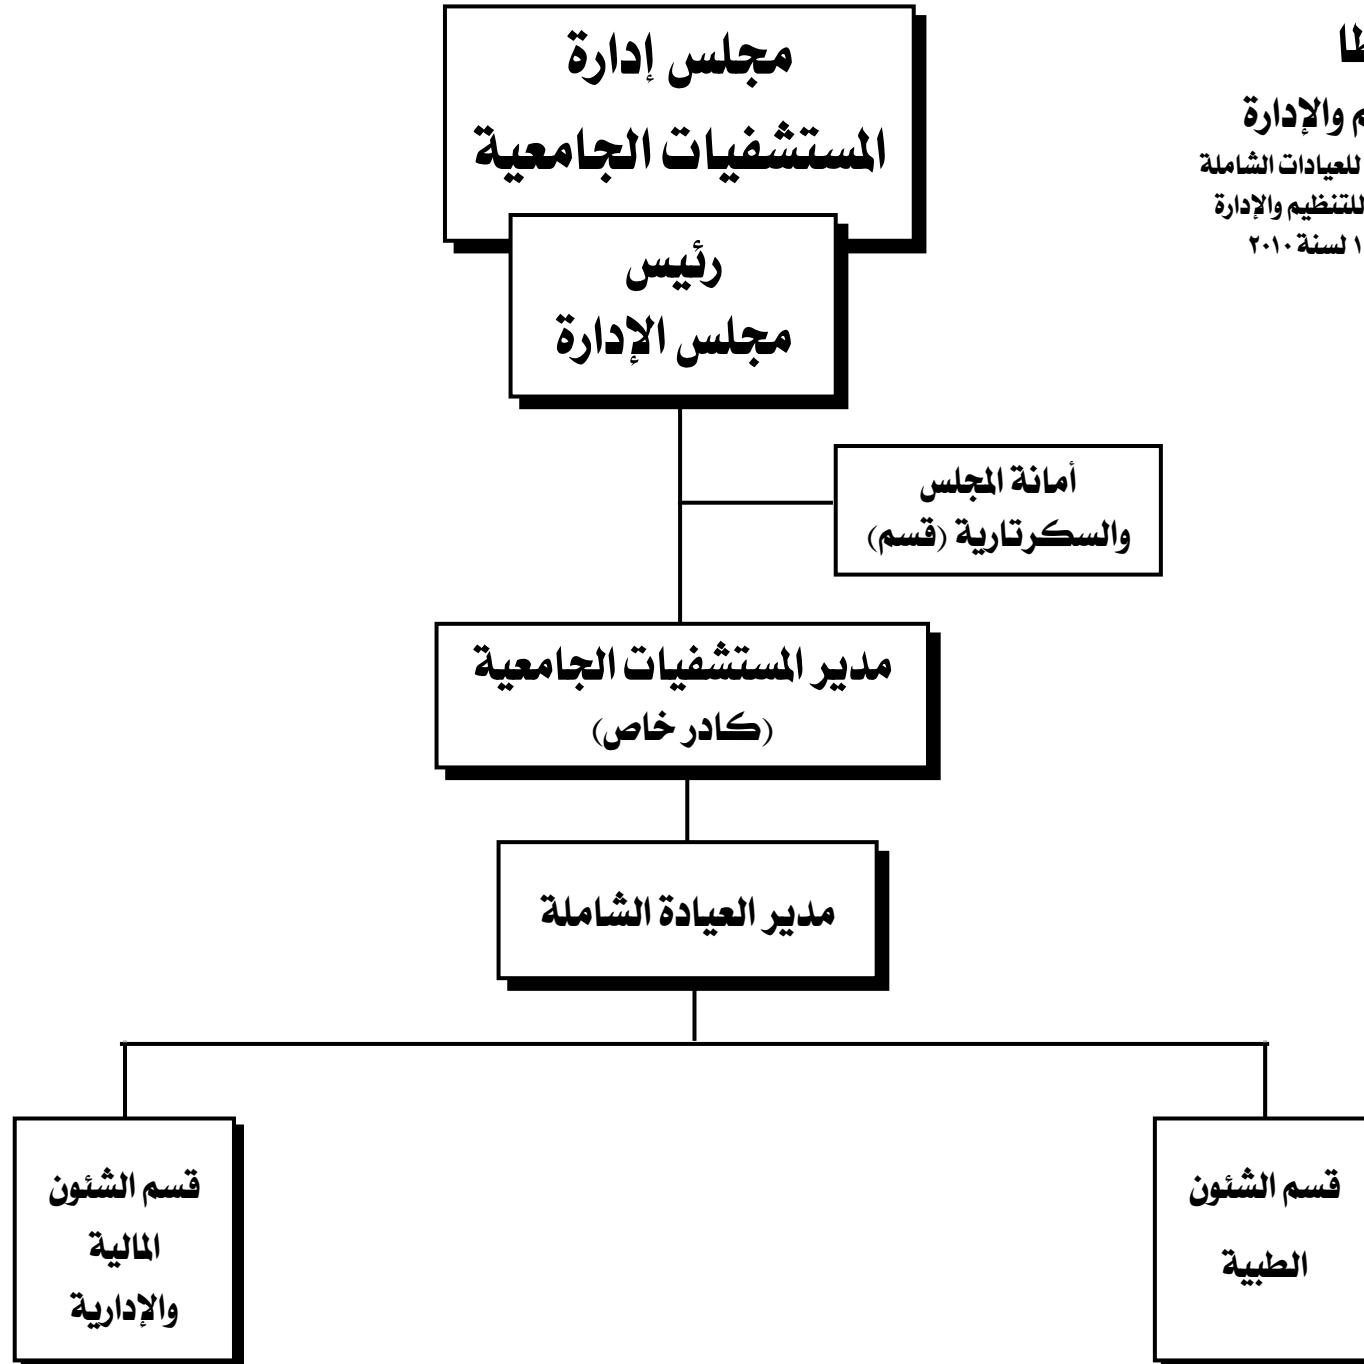 والإدارة
للعيادات الشاملة
للتنظيم والإدارة
لسنة ٢٠١٠
مجلس إدارة
المستشفيات الجامعية
رئيس
مجلس الإدارة
أمانة المجلس
والسكرتارية (قسم)
مدير المستشفيات الجامعية
(كادر خاص)
مدير العيادة الشاملة
قسم الشئون
الطبية
قسم الشئون
المالية
والإدارية